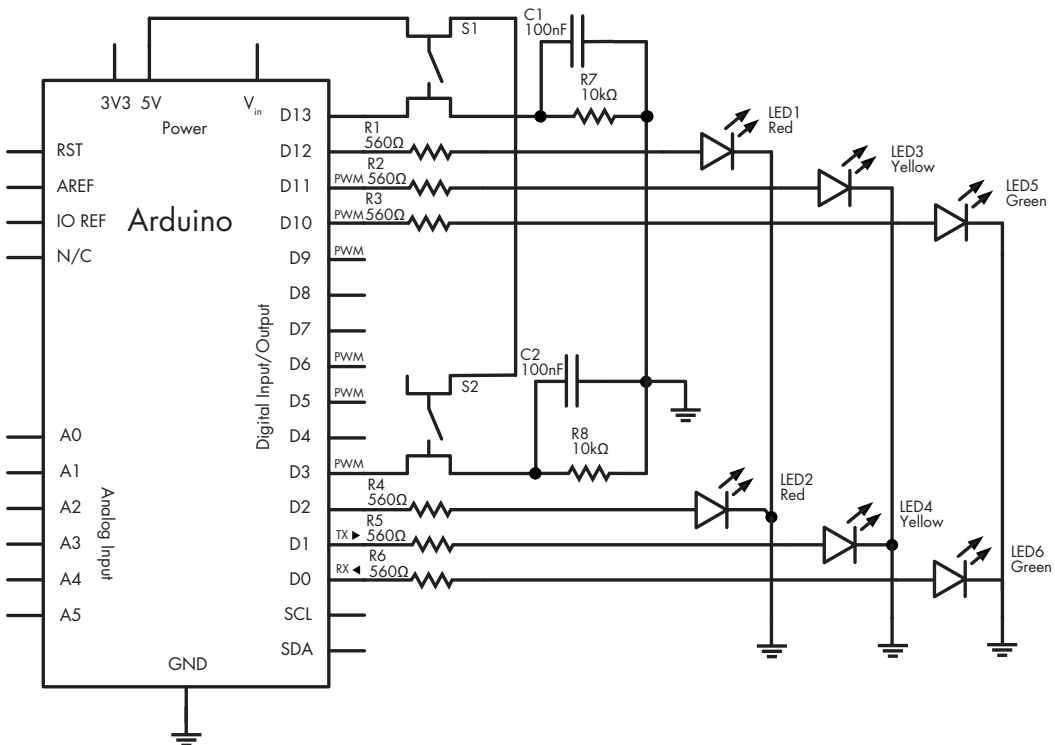 C1
100nF
S1
R7
10kΩ
3V3 5V
V in
Power
D13
LED1
Red
R1
560Ω
RST
D12
LED3
Yellow
R2
PWM 560Ω
AREF
D11
LED5
Green
R3
PWM 560Ω
IO REF
Arduino
D10
N/C
D9
PWM
D8
D7
Digital Input/Output
D6
PWM
C2
100nF
S2
D5
PWM
A0
D4
R8
10kΩ
A1
D3
PWM
Analog Input
A2
D2
R4
560Ω
LED2
Red
A3
D1
TX
R5
560Ω
LED4
Yellow
A4
D0
RX
R6
560Ω
LED6
Green
A5
SCL
SDA
GND